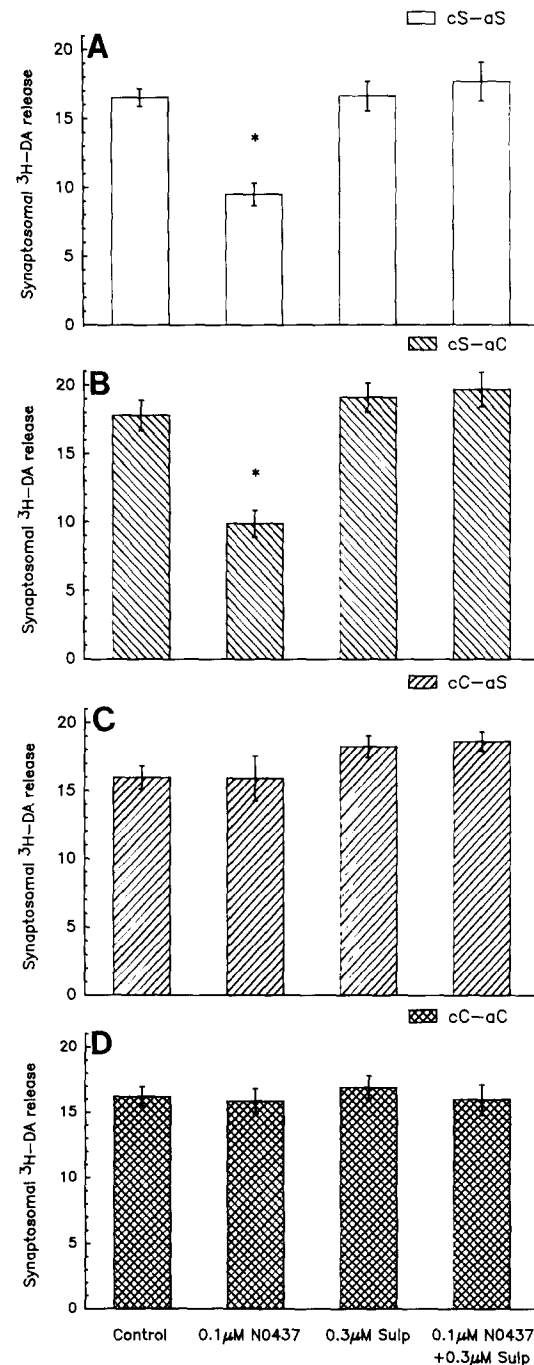 A
cS-aS
Synaptosomal ³H-DA release
20
15
10
5
0
*
B
cS-aC
Synaptosomal ³H-DA release
20
15
10
5
0
*
C
cC-aS
Synaptosomal ³H-DA release
20
15
10
5
0
D
cC-aC
Synaptosomal ³H-DA release
20
15
10
5
0
Control 0.1μM N0437 0.3μM Sulp 0.1μM N0437
+0.3μM Sulp